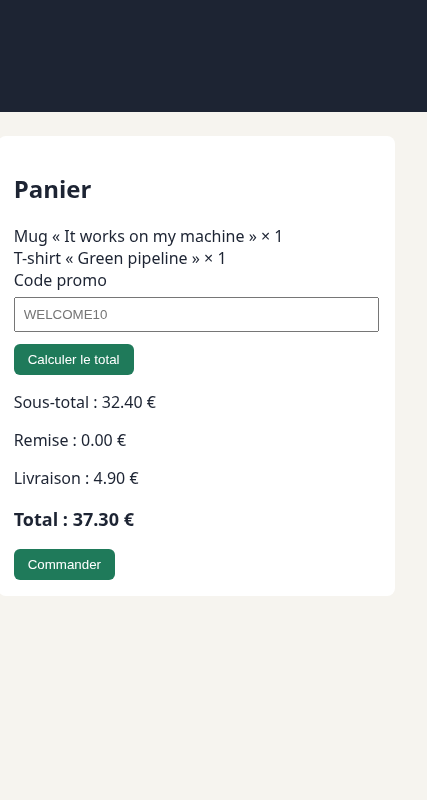 Panier
Mug « It works on my machine » × 1
T-shirt « Green pipeline » × 1
Code promo
WELCOME10
Calculer le total
Sous-total : 32.40 €
Remise : 0.00 €
Livraison : 4.90 €
Total : 37.30 €
Commander